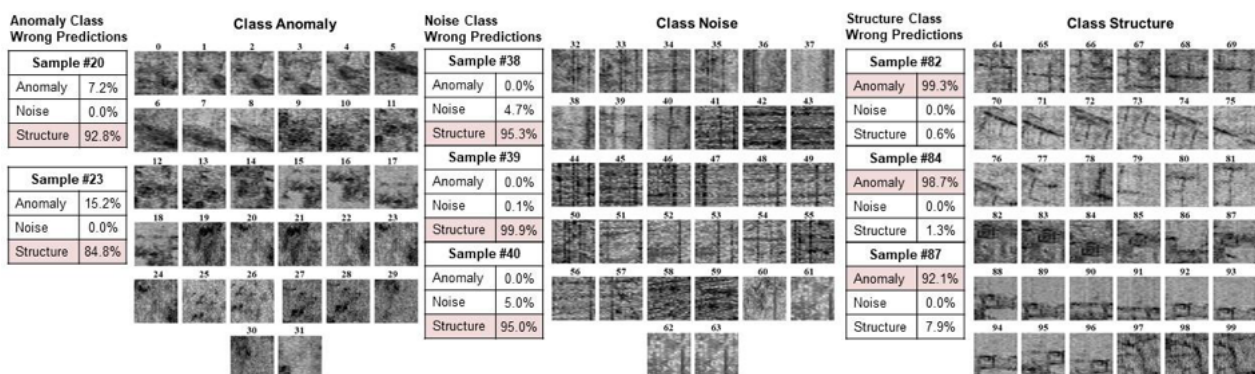 Anomaly Class
Wrong Predictions
Sample #20
Anomaly 7.2%
Noise 0.0%
Structure 92.8%
Sample #23
Anomaly 15.2%
Noise 0.0%
Structure 84.8%
Class Anomaly
0 1 2 3 4 5
6 7 8 9 10 11
12 13 14 15 16 17
18 19 20 21 22 23
24 25 26 27 28 29
30 31
Noise Class
Wrong Predictions
Sample #38
Anomaly 0.0%
Noise 4.7%
Structure 95.3%
Sample #39
Anomaly 0.0%
Noise 0.1%
Structure 99.9%
Sample #40
Anomaly 0.0%
Noise 5.0%
Structure 95.0%
Class Noise
32 33 34 35 36 37
38 39 40 41 42 43
44 45 46 47 48 49
50 51 52 53 54 55
56 57 58 59 60 61
62 63
Structure Class
Wrong Predictions
Sample #82
Anomaly 99.3%
Noise 0.0%
Structure 0.6%
Sample #84
Anomaly 98.7%
Noise 0.0%
Structure 1.3%
Sample #87
Anomaly 92.1%
Noise 0.0%
Structure 7.9%
Class Structure
64 65 66 67 68 69
70 71 72 73 74 75
76 77 78 79 80 81
82 83 84 85 86 87
88 89 90 91 92 93
94 95 96 97 98 99